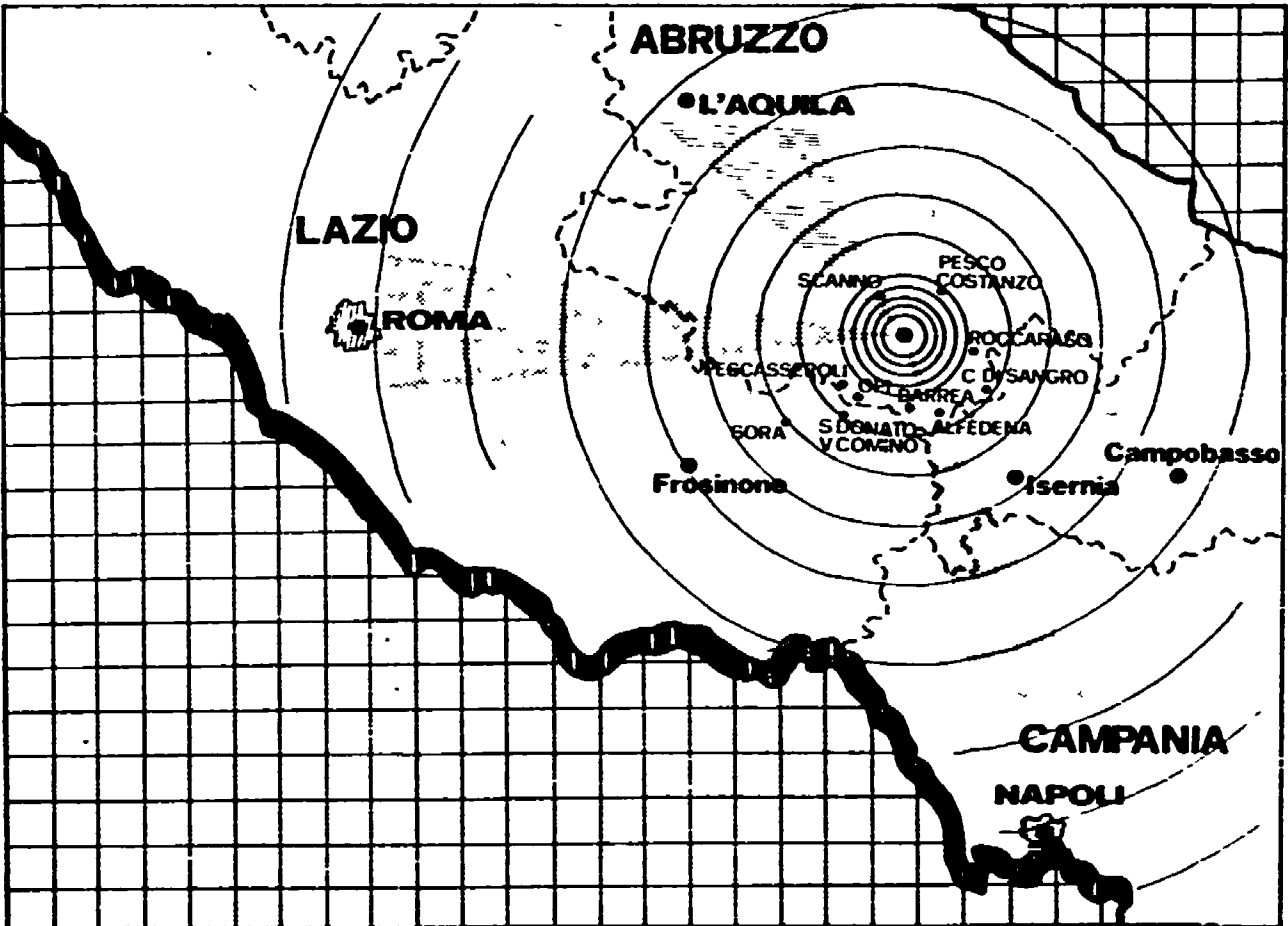 ABRUZZO
L'AQUILA
LAZIO
PESCO
SCANNO
COSTANZO
ROMA
ROCCARASO
PESCASSEROLI
C DI SANGRO
OPI
BARREA
SORA
S DONATO
ALFEDENA
V COMINO
Campobasso
Frosinone
Isernia
CAMPANIA
NAPOLI